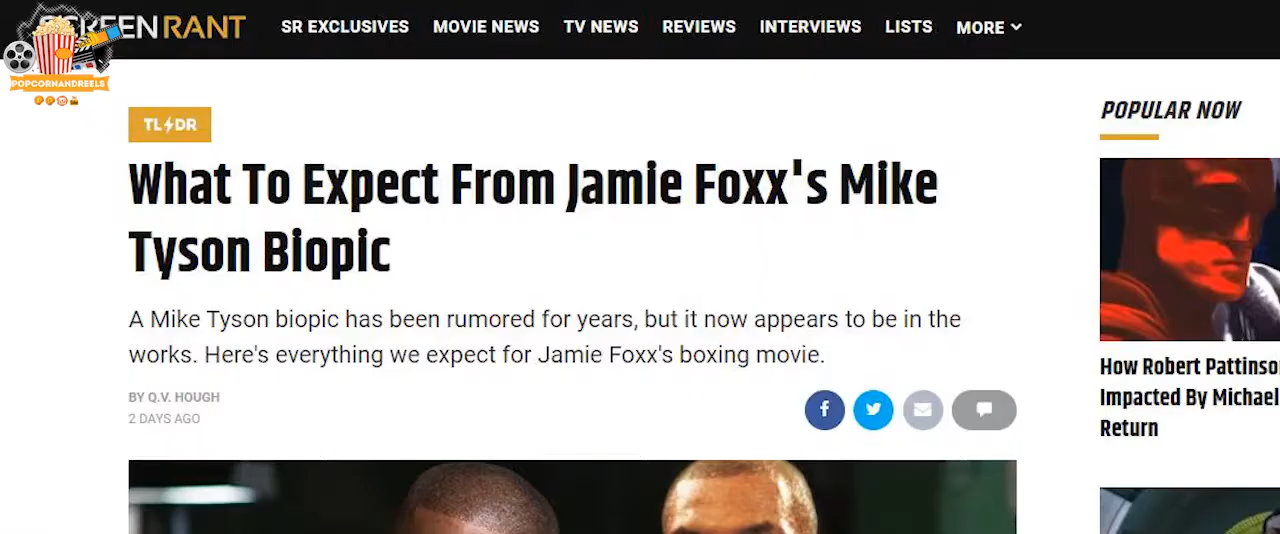 SCREEN RANT
SR EXCLUSIVES MOVIE NEWS TV NEWS REVIEWS INTERVIEWS LISTS MORE
POPCORNANDREELS
TL DR
What To Expect From Jamie Foxx's Mike
Tyson Biopic
A Mike Tyson biopic has been rumored for years, but it now appears to be in the
works. Here's everything we expect for Jamie Foxx's boxing movie.
BY Q.V. HOUGH
2 DAYS AGO
POPULAR NOW
How Robert Pattinso
Impacted By Michael
Return